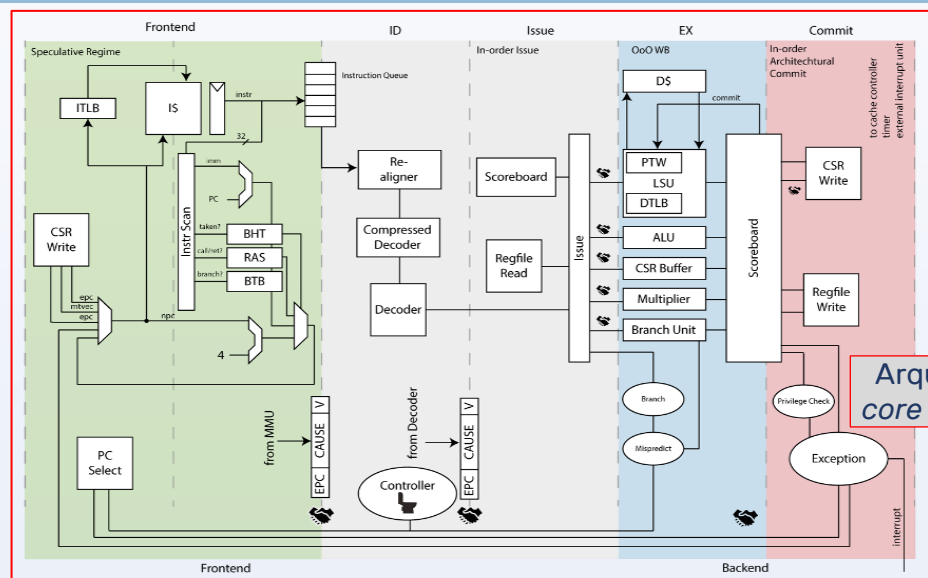 Frontend
ID
Issue
EX
Commit
Speculative Regime
In-order Issue
OoO WB
In-order
Architechtural
Commit
to cache controller
timer
external interrupt unit
ITLB
I$
instr
32
Instruction Queue
D$
commit
PTW
LSU
DTLB
Re-
aligner
Scoreboard
CSR
Write
imm
PC
Instr Scan
taken?
BHT
call/ret?
RAS
branch?
BTB
CSR
Write
Compressed
Decoder
Regfile
Read
Issue
ALU
CSR Buffer
Multiplier
Branch Unit
Scoreboard
Regfile
Write
epc
mtvec
epc
npc
4
Decoder
Arqu
core
Branch
Privilege Check
from MMU
EPC CAUSE V
from Decoder
EPC CAUSE V
PC
Select
Controller
Mispredict
Exception
interrupt
Frontend
Backend